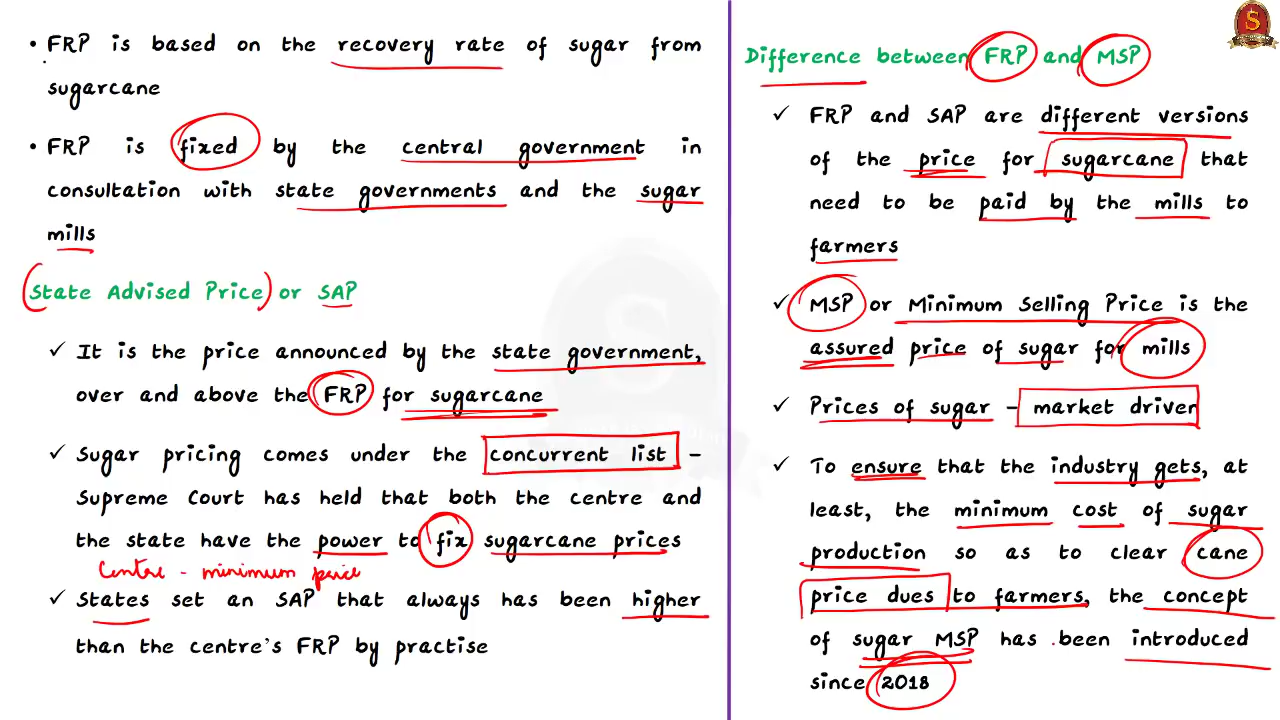 • FRP is based on the recovery rate of sugar from
sugarcane
• FRP is fixed by the central government in
consultation with state governments and the sugar
mills
State Advised Price) or SAP
✓ It is the price announced by the state government,
over and above the FRP for sugarcane
✓ Sugar pricing comes under the concurrent list –
Supreme Court has held that both the centre and
the state have the power to fix sugarcane prices
Centre - minimum price
✓ States set an SAP that always has been higher
than the centre's FRP by practise
Difference between FRP and MSP
✓ FRP and SAP are different versions
of the price for sugarcane that
need to be paid by the mills to
farmers
✓ MSP or Minimum Selling Price is the
assured price of sugar for mills
✓ Prices of sugar – market driven
✓ To ensure that the industry gets, at
least, the minimum cost of sugar
production so as to clear cane
price dues to farmers, the concept
of sugar MSP has been introduced
since 2018